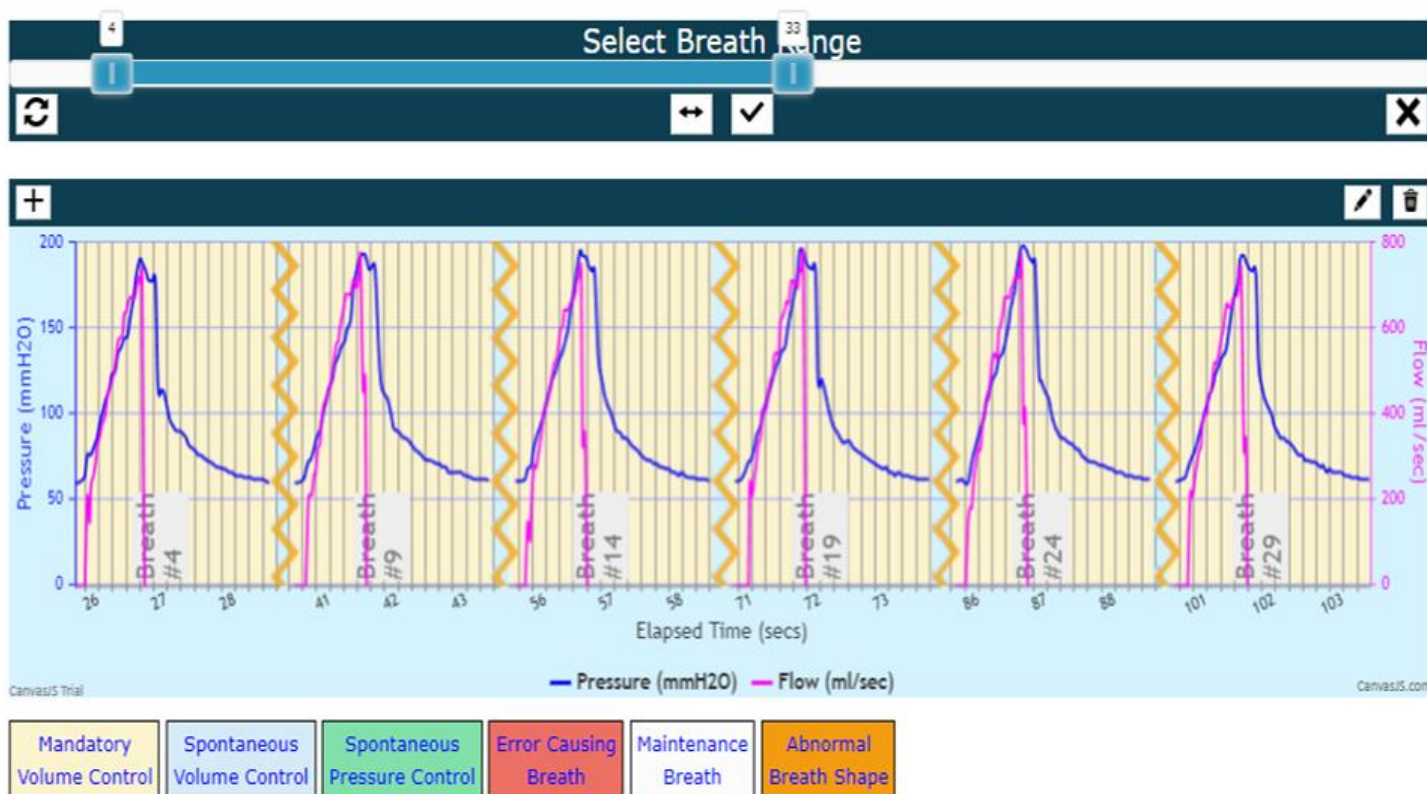 4
33
Select Breath Range
200
150
100
50
0
Pressure (mmH2O)
800
600
400
200
0
Flow (ml/sec)
Breath
#4
Breath
#9
Breath
#14
Breath
#19
Breath
#24
Breath
#29
26 27 28 41 42 43 56 57 58 71 72 73 86 87 88 101 102 103
Elapsed Time (secs)
Pressure (mmH2O) Flow (ml/sec)
CanvasJS Trial
CanvasJS.com
Mandatory
Volume Control
Spontaneous
Volume Control
Spontaneous
Pressure Control
Error Causing
Breath
Maintenance
Breath
Abnormal
Breath Shape